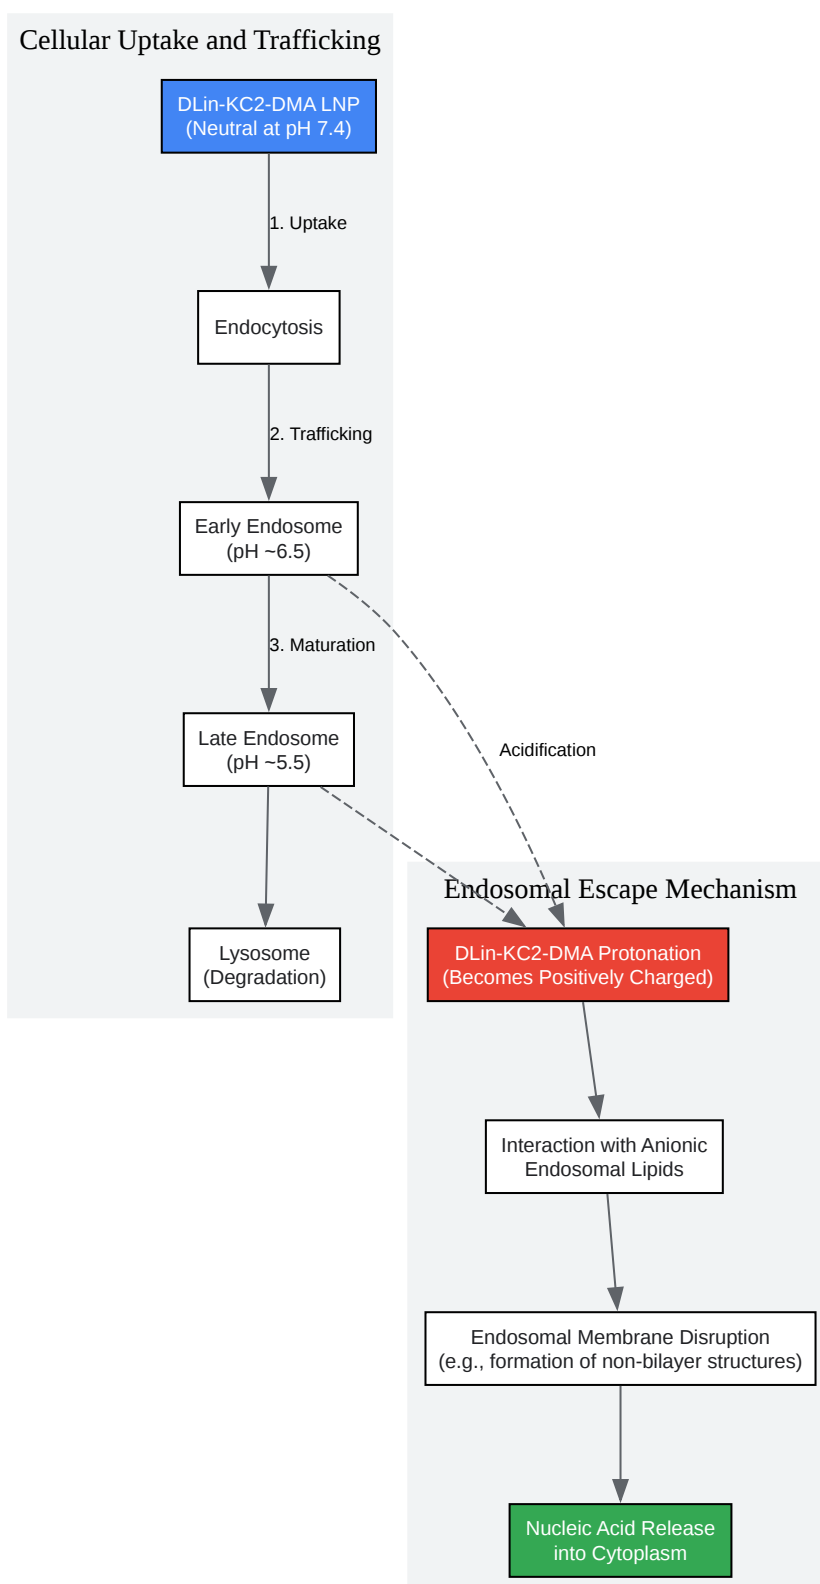 Cellular Uptake and Trafficking
DLin-KC2-DMA LNP
(Neutral at pH 7.4)
1. Uptake
Endocytosis
2. Trafficking
Early Endosome
(pH ~6.5)
3. Maturation
Late Endosome
(pH ~5.5)
Acidification
Lysosome
(Degradation)
Endosomal Escape Mechanism
DLin-KC2-DMA Protonation
(Becomes Positively Charged)
Interaction with Anionic
Endosomal Lipids
Endosomal Membrane Disruption
(e.g., formation of non-bilayer structures)
Nucleic Acid Release
into Cytoplasm